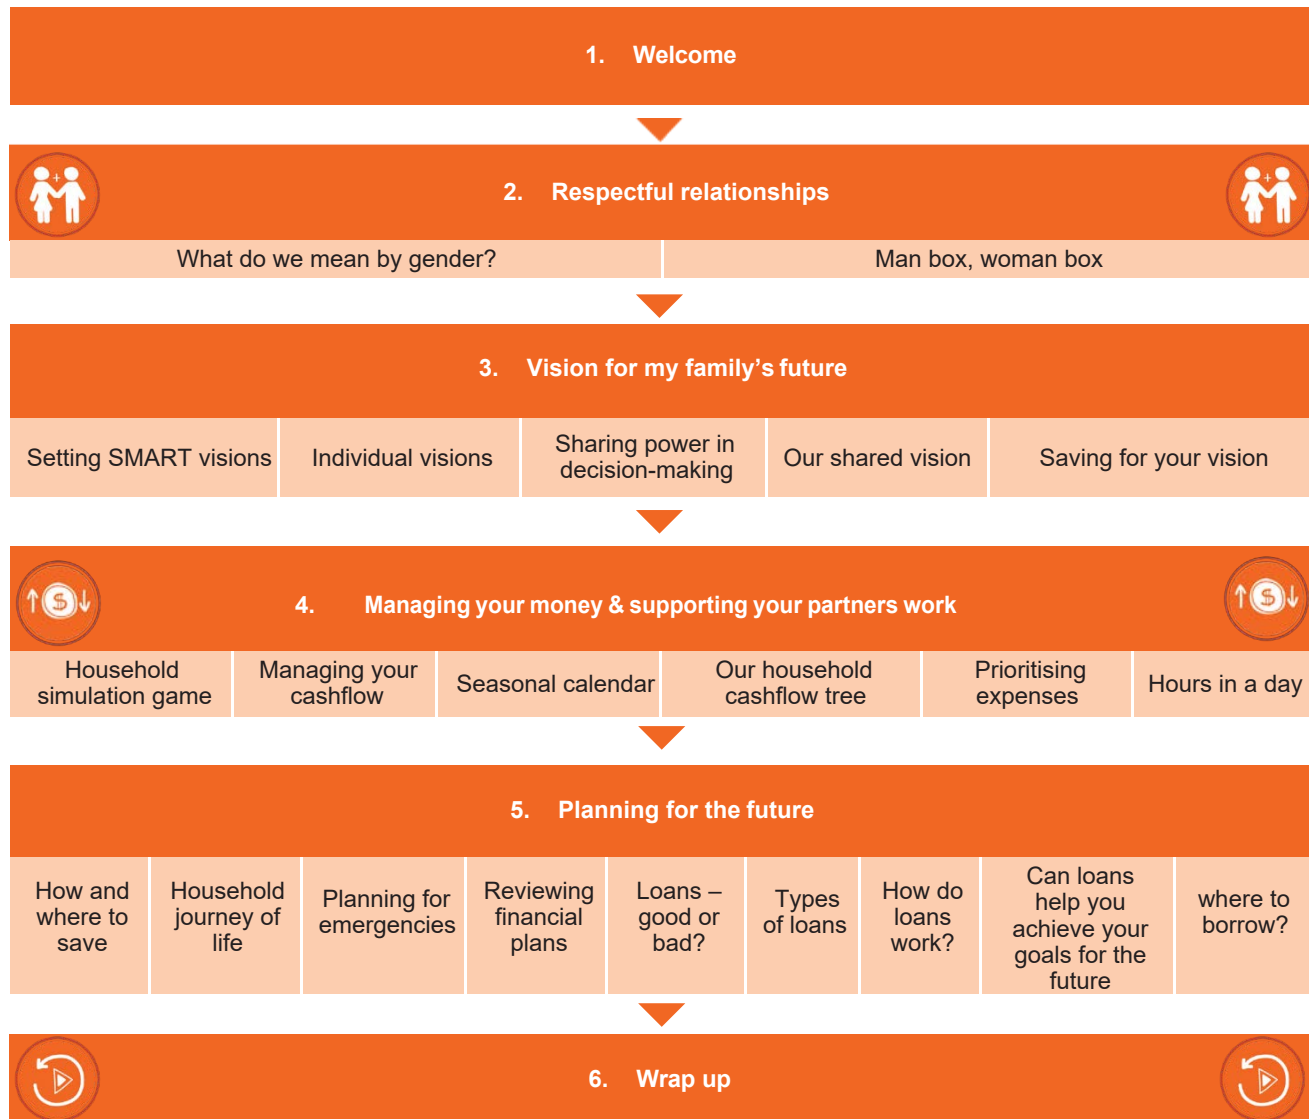 1. Welcome
2. Respectful relationships
What do we mean by gender?
Man box, woman box
3. Vision for my family’s future
Setting SMART visions
Individual visions
Sharing power in
decision-making
Our shared vision
Saving for your vision
4. Managing your money & supporting your partners work
Household
simulation game
Managing your
cashflow
Seasonal calendar
Our household
cashflow tree
Prioritising
expenses
Hours in a day
5. Planning for the future
How and
where to
save
Household
journey of
life
Planning for
emergencies
Reviewing
financial
plans
Loans –
good or
bad?
Types
of loans
How do
loans
work?
Can loans
help you
achieve your
goals for the
future
where to
borrow?
6. Wrap up